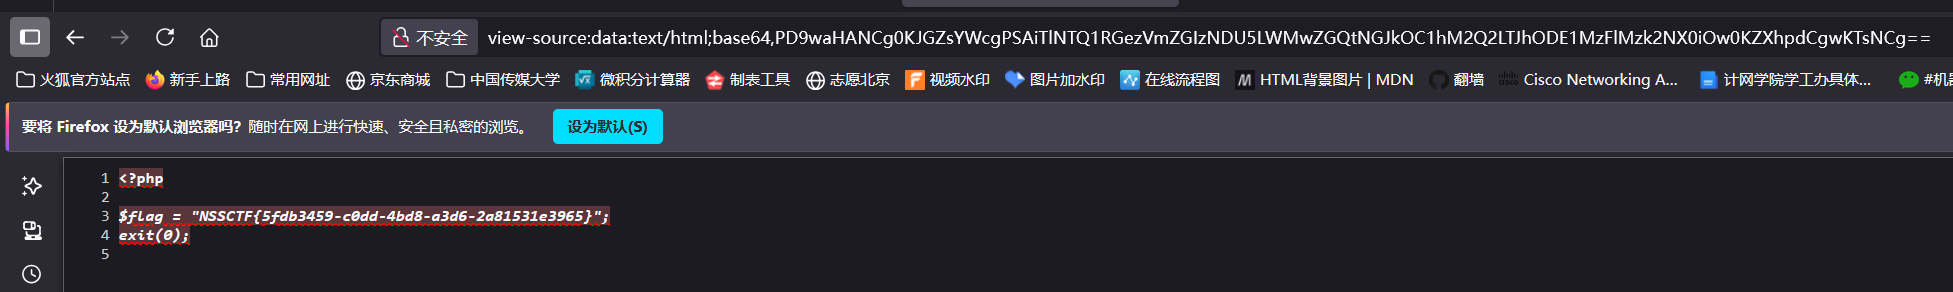 不安全 view-source:data:text/html;base64,PD9waHANCg0KJGZsYWcgPSAiTlNTQ1RGezVmZGIzNDU5LWMwZGQtNGJkOC1hM2Q2LTJhODE1MzFlMzk2NX0iOw0KZXhpdCgwKTsNCg==
火狐官方站点 新手上路 常用网址 京东商城 中国传媒大学 微积分计算器 制表工具 志愿北京 视频水印 图片加水印 在线流程图 HTML背景图片 | MDN 翻墙 Cisco Networking A... 计网学院学工办具体... #机
要将 Firefox 设为默认浏览器吗？随时在网上进行快速、安全且私密的浏览。 设为默认(S)
1 <?php
2
3 $flag = "NSSCTF{5fdb3459-c0dd-4bd8-a3d6-2a81531e3965}";
4 exit(0);
5